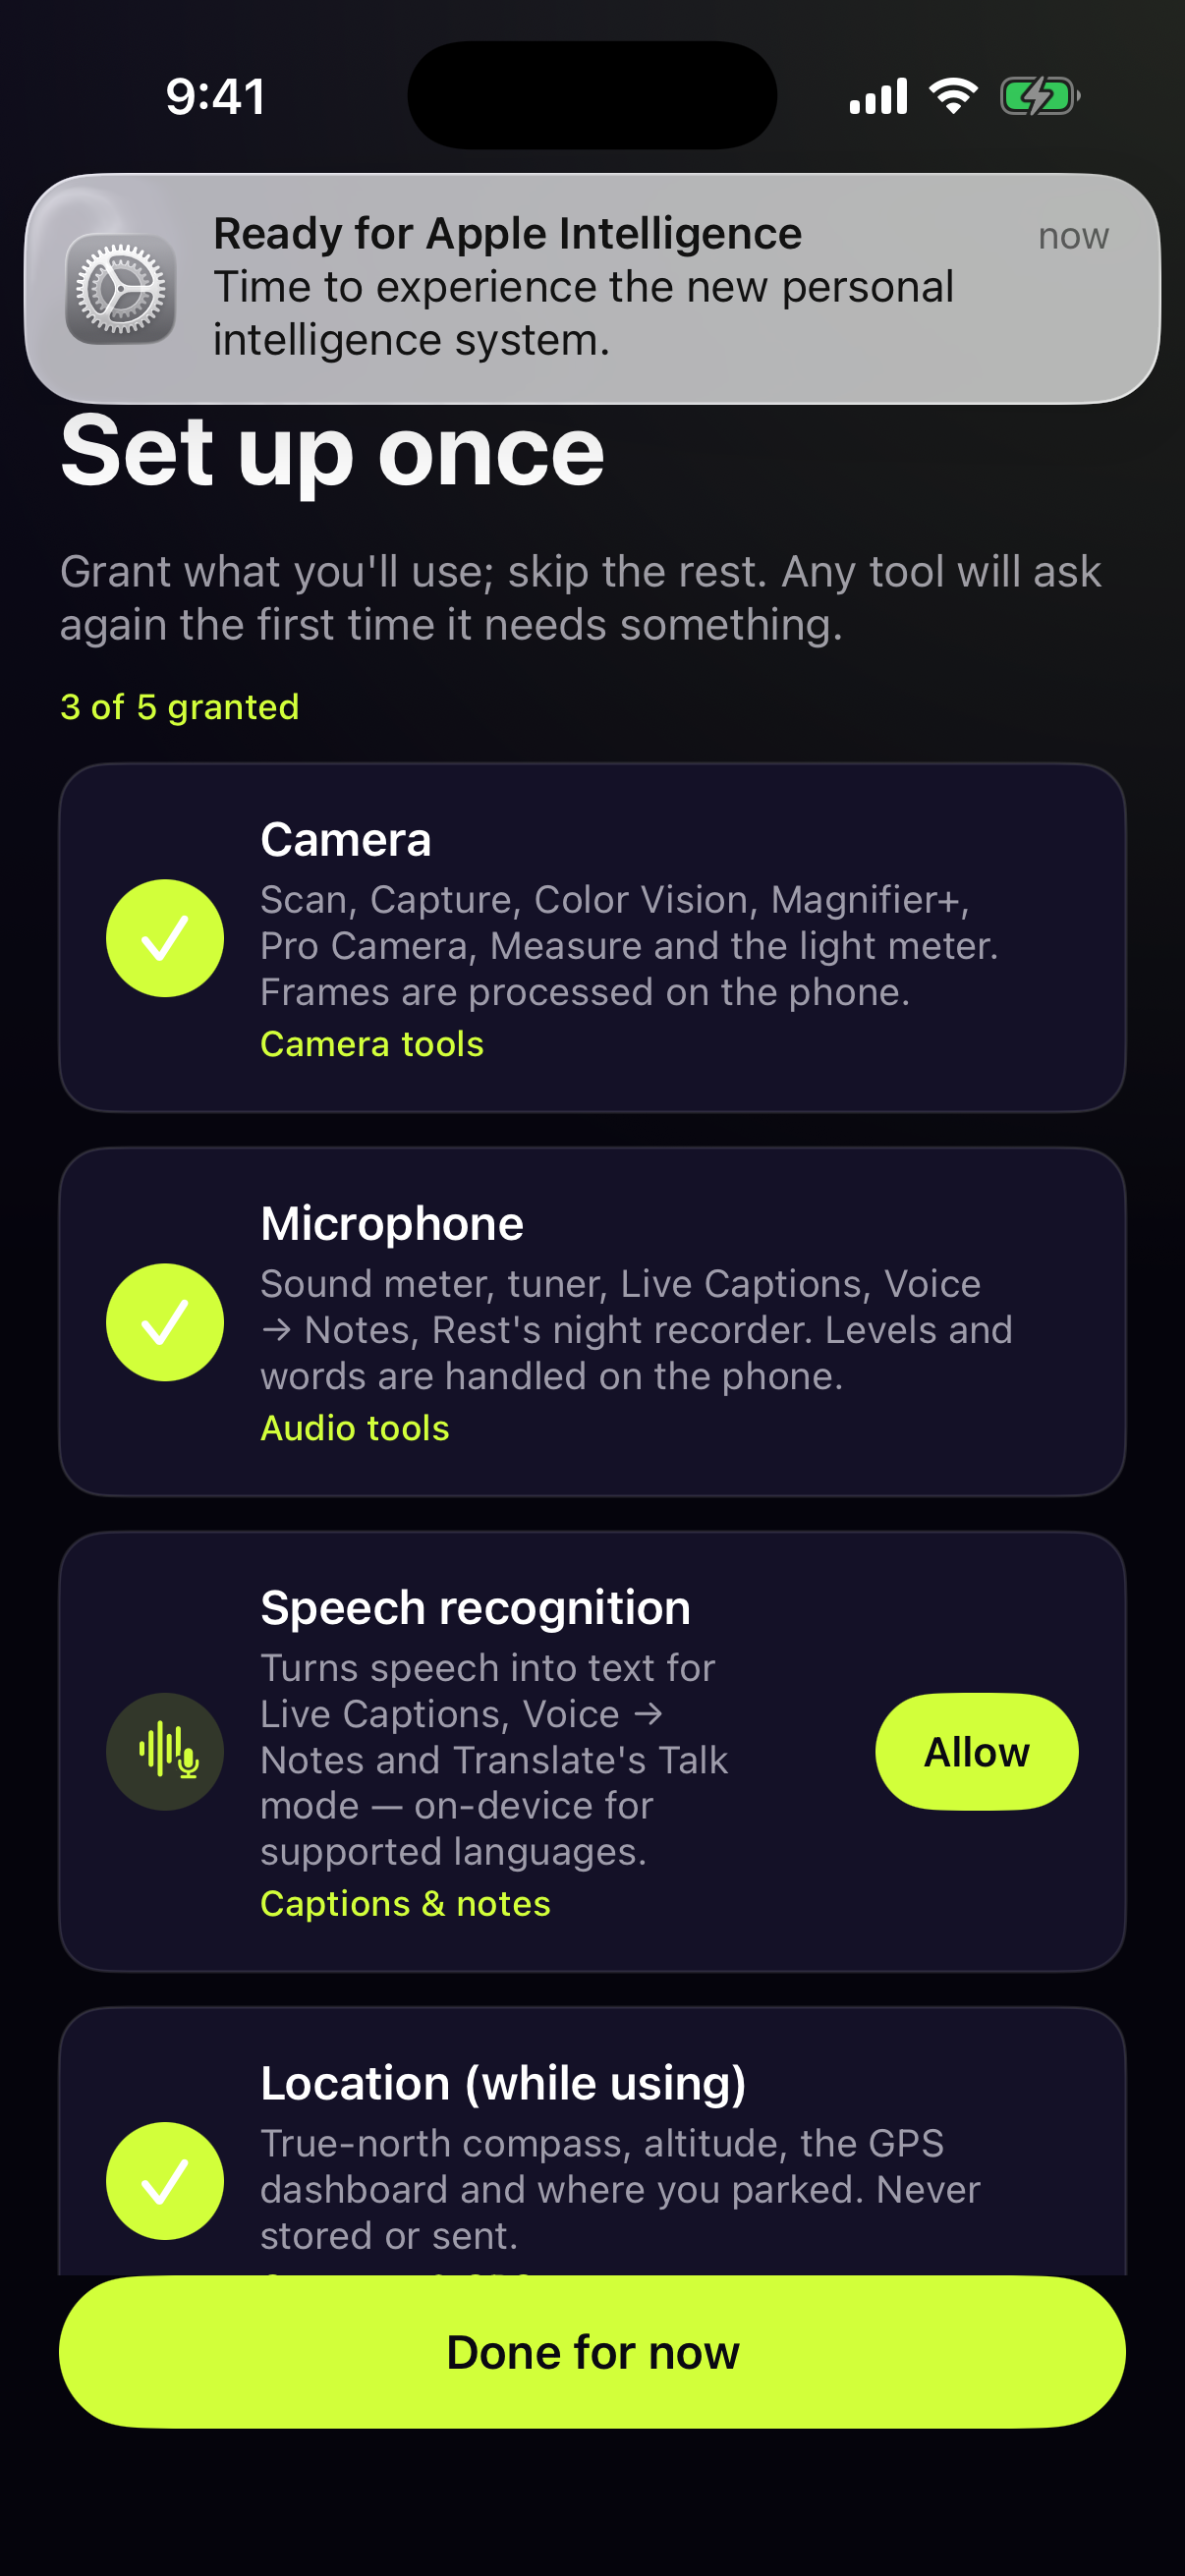 9:41
Ready for Apple Intelligence
now
Time to experience the new personal
intelligence system.
Set up once
Grant what you'll use; skip the rest. Any tool will ask
again the first time it needs something.
3 of 5 granted
Camera
Scan, Capture, Color Vision, Magnifier+,
Pro Camera, Measure and the light meter.
Frames are processed on the phone.
Camera tools
Microphone
Sound meter, tuner, Live Captions, Voice
→ Notes, Rest's night recorder. Levels and
words are handled on the phone.
Audio tools
Speech recognition
Turns speech into text for
Live Captions, Voice →
Notes and Translate's Talk
mode — on-device for
supported languages.
Captions & notes
Allow
Location (while using)
True-north compass, altitude, the GPS
dashboard and where you parked. Never
stored or sent.
Done for now